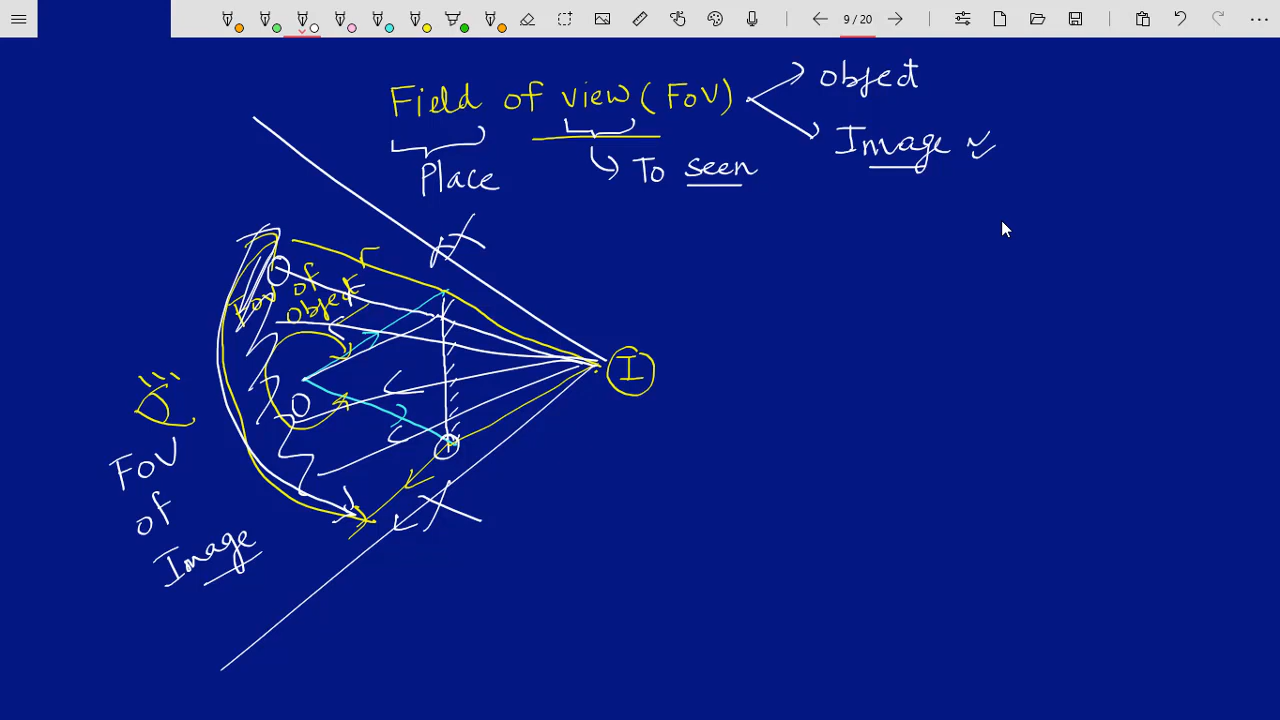 9 / 20
Field of view (FoV)
object
Image
Place
To seen
r
O
Fov of
object
I
O
FoV
of
Image